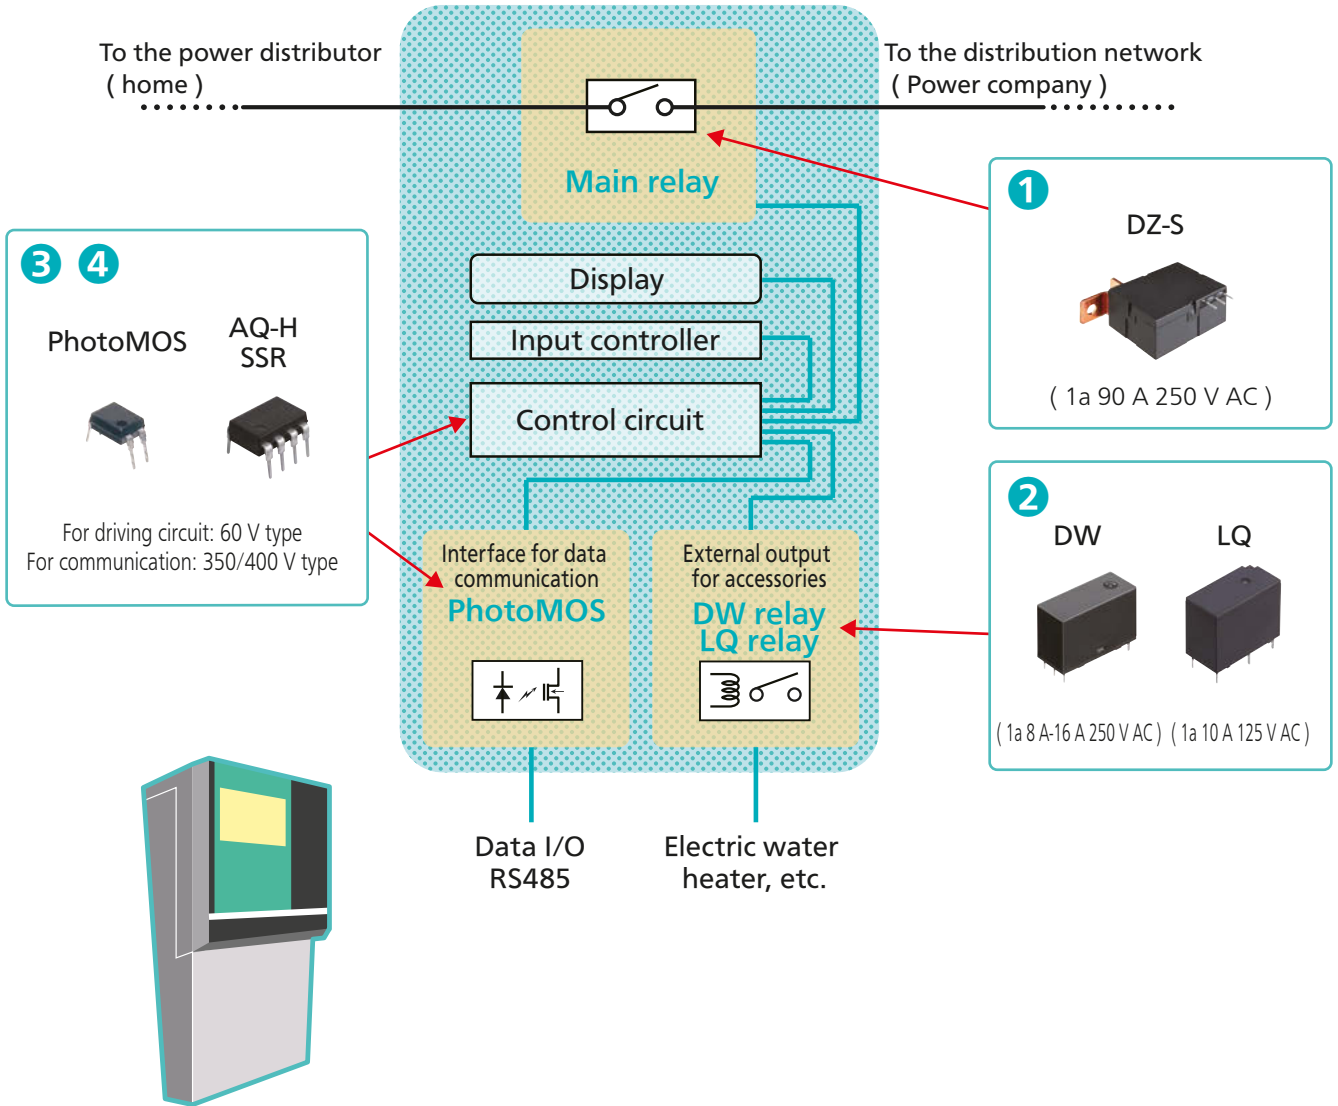 To the power distributor
( home )
To the distribution network
( Power company )
Main relay
1
DZ-S
( 1a 90 A 250 V AC )
3 4
PhotoMOS
AQ-H
SSR
For driving circuit: 60 V type
For communication: 350/400 V type
Display
Input controller
Control circuit
2
DW
LQ
( 1a 8 A-16 A 250 V AC )
( 1a 10 A 125 V AC )
Interface for data
communication
PhotoMOS
External output
for accessories
DW relay
LQ relay
Data I/O
RS485
Electric water
heater, etc.